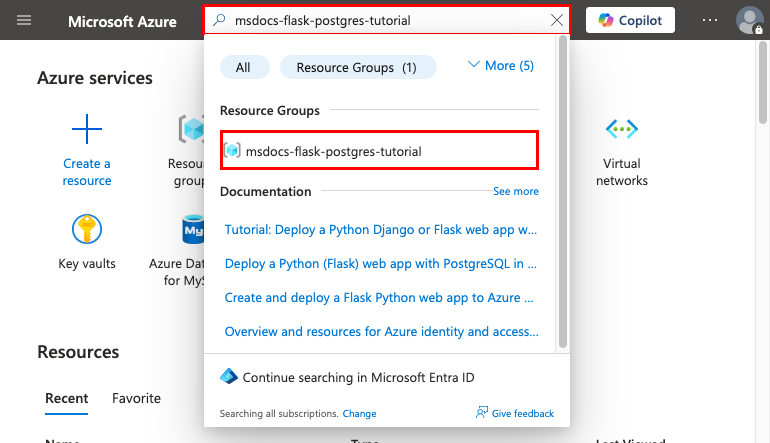 Microsoft Azure
msdocs-flask-postgres-tutorial
Copilot
Azure services
All
Resource Groups (1)
More (5)
Resource Groups
msdocs-flask-postgres-tutorial
Create a
resource
Virtual
networks
Documentation
See more
Tutorial: Deploy a Python Django or Flask web app w...
Deploy a Python (Flask) web app with PostgreSQL in ...
Create and deploy a Flask Python web app to Azure ...
Overview and resources for Azure identity and access...
Key vaults
My
Azure Dat
for MyS
Resources
Recent
Favorite
Continue searching in Microsoft Entra ID
Searching all subscriptions. Change
Give feedback